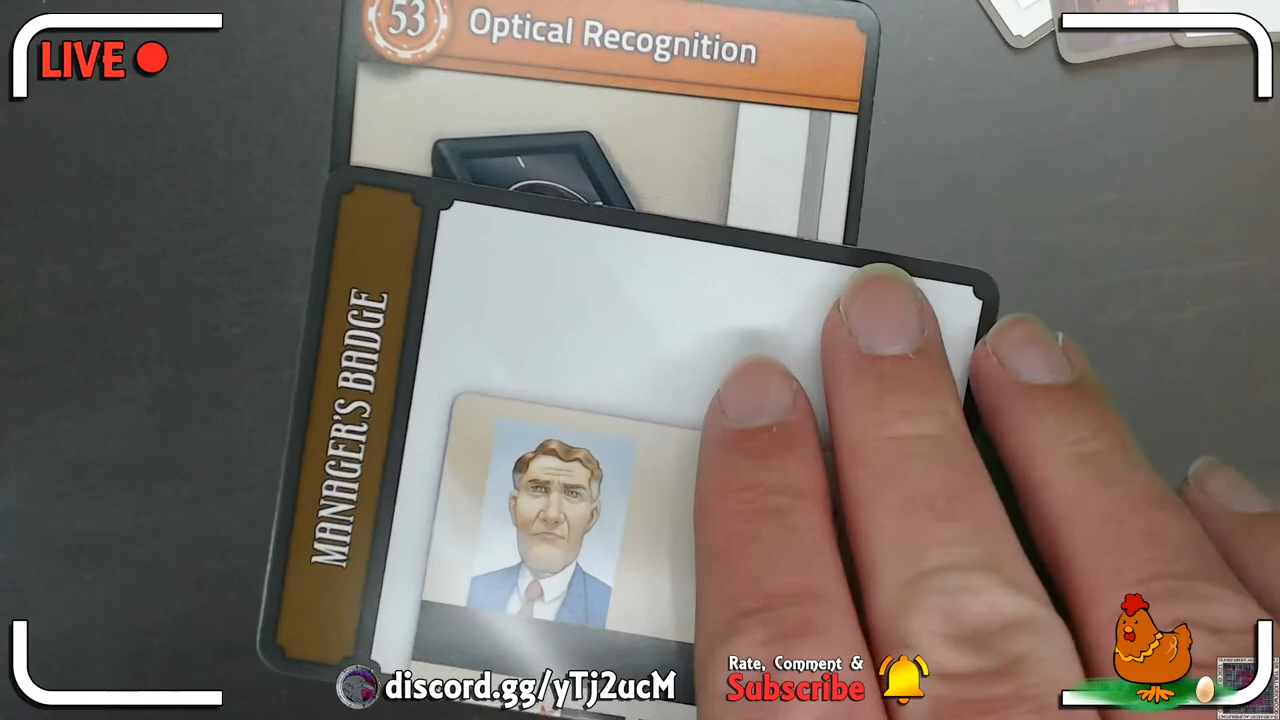 LIVE
53
Optical Recognition
MANAGER'S BADGE
discord.gg/yTj2ucM
Rate, Comment &
Subscribe